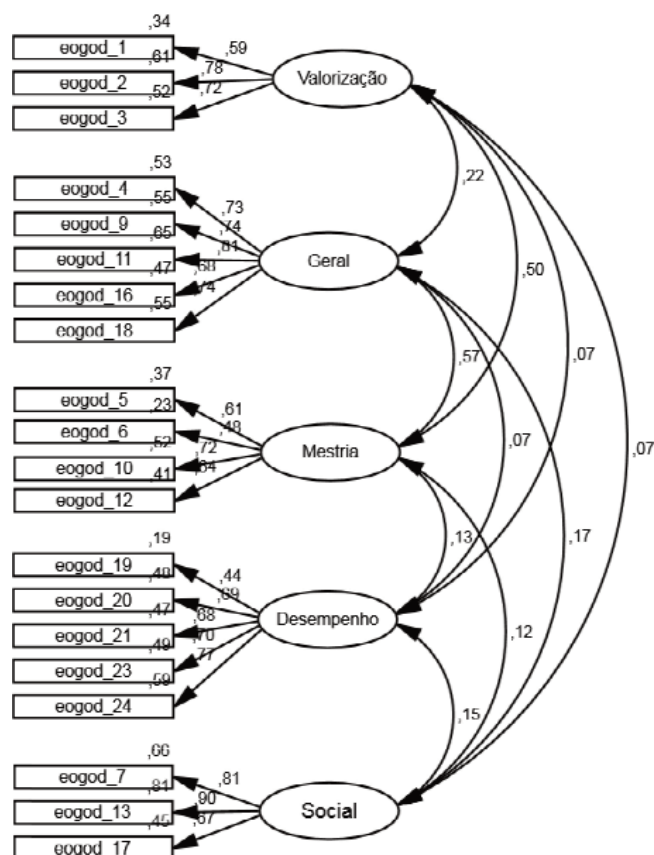 ,34
eogod_1
,59
,61
Valorização
eogod_2
,78
,52
,72
eogod_3
,22
,53
eogod_4
,73
,55
eogod_9
,74
,65
Geral
eogod_11
,81
,47
,68
eogod_16
,50
,55
,74
eogod_18
,57
,07
,37
eogod_5
,61
,23
eogod_6
,48
Mestria
,07
,07
,52
,72
eogod_10
,41
,64
eogod_12
,13
,17
,19
eogod_19
,44
,48
eogod_20
,69
Desempenho
,47
,68
eogod_21
,12
,49
,70
eogod_23
,77
,59
eogod_24
,15
,66
eogod_7
,81
,81
Social
eogod_13
,90
,45
,67
eogod_17